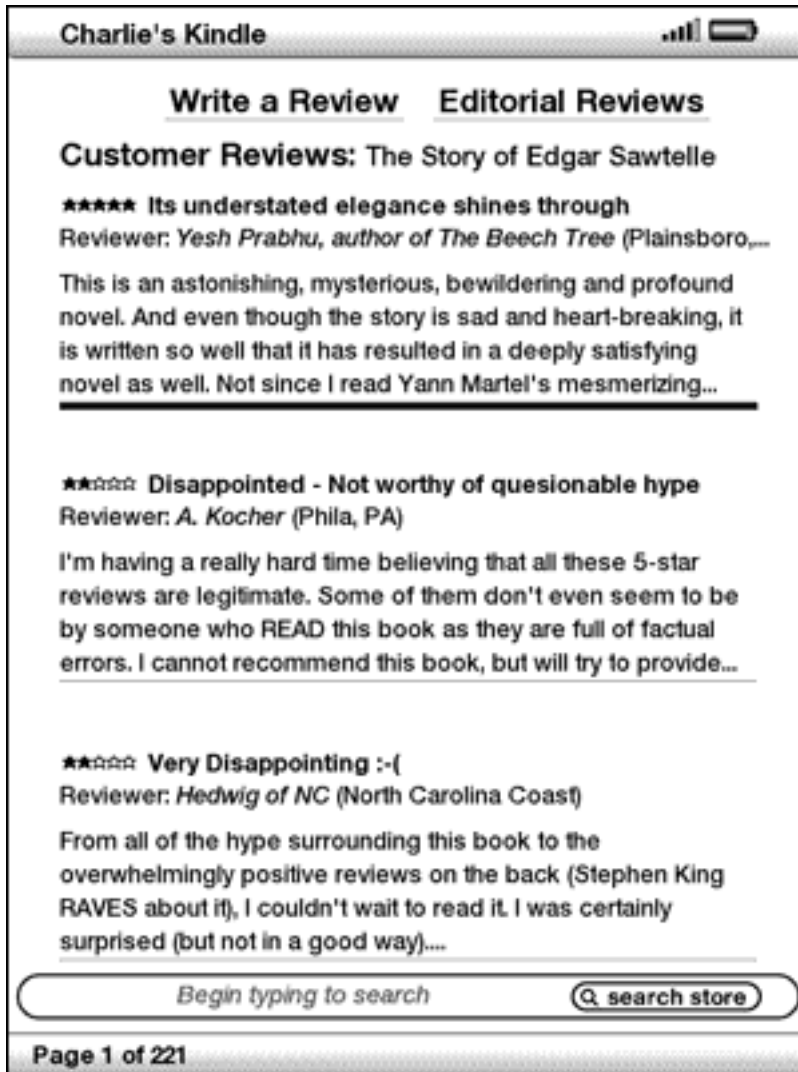 Charlie's Kindle
Write a Review Editorial Reviews
Customer Reviews: The Story of Edgar Sawtelle
★★★★★ Its understated elegance shines through
Reviewer: Yesh Prabhu, author of The Beech Tree (Plainsboro,...
This is an astonishing, mysterious, bewildering and profound
novel. And even though the story is sad and heart-breaking, it
is written so well that it has resulted in a deeply satisfying
novel as well. Not since I read Yann Martel's mesmerizing...
★★☆☆☆ Disappointed - Not worthy of quesionable hype
Reviewer: A. Kocher (Phila, PA)
I'm having a really hard time believing that all these 5-star
reviews are legitimate. Some of them don't even seem to be
by someone who READ this book as they are full of factual
errors. I cannot recommend this book, but will try to provide...
★★☆☆☆ Very Disappointing :-(
Reviewer: Hedwig of NC (North Carolina Coast)
From all of the hype surrounding this book to the
overwhelmingly positive reviews on the back (Stephen King
RAVES about it), I couldn't wait to read it. I was certainly
surprised (but not in a good way)....
Begin typing to search search store
Page 1 of 221